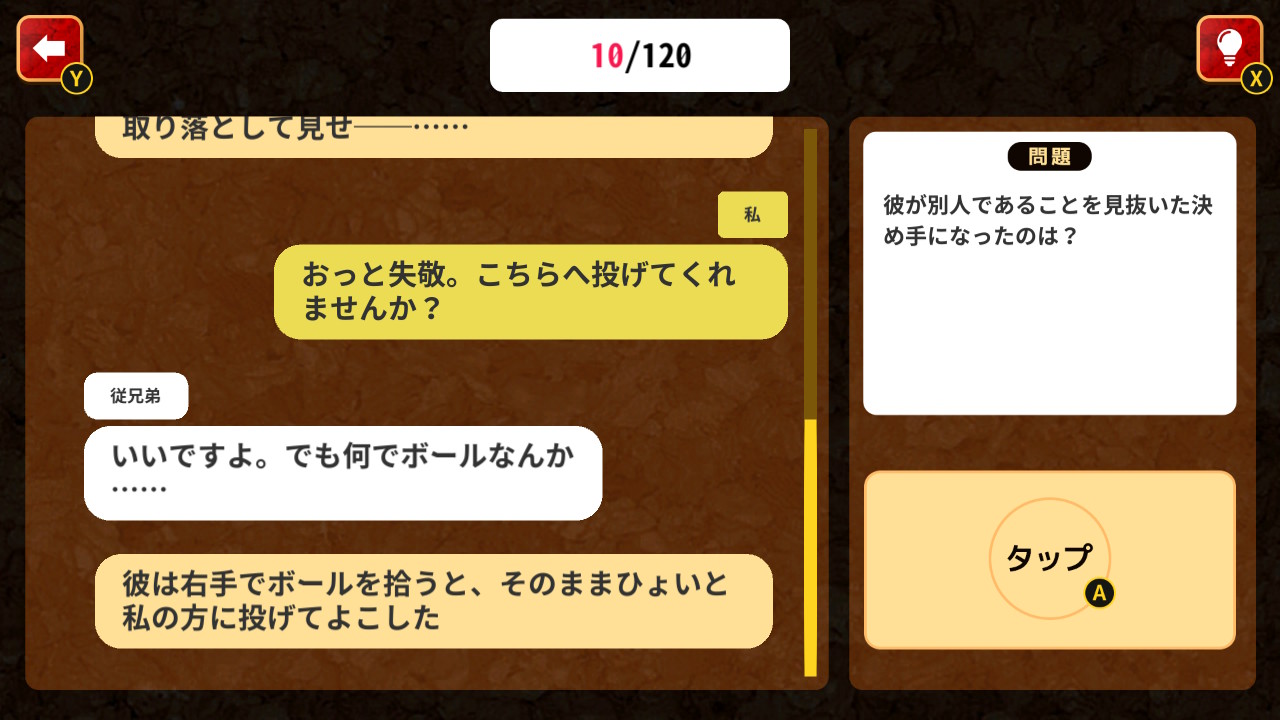 Y
10/120
X
取り落として見せ――……
私
おっと失敬。こちらへ投げてくれ
ませんか？
従兄弟
いいですよ。でも何でボールなんか
……
彼は右手でボールを拾うと、そのままひょいと
私の方に投げてよこした
問題
彼が別人であることを見抜いた決
め手になったのは？
タップ
A